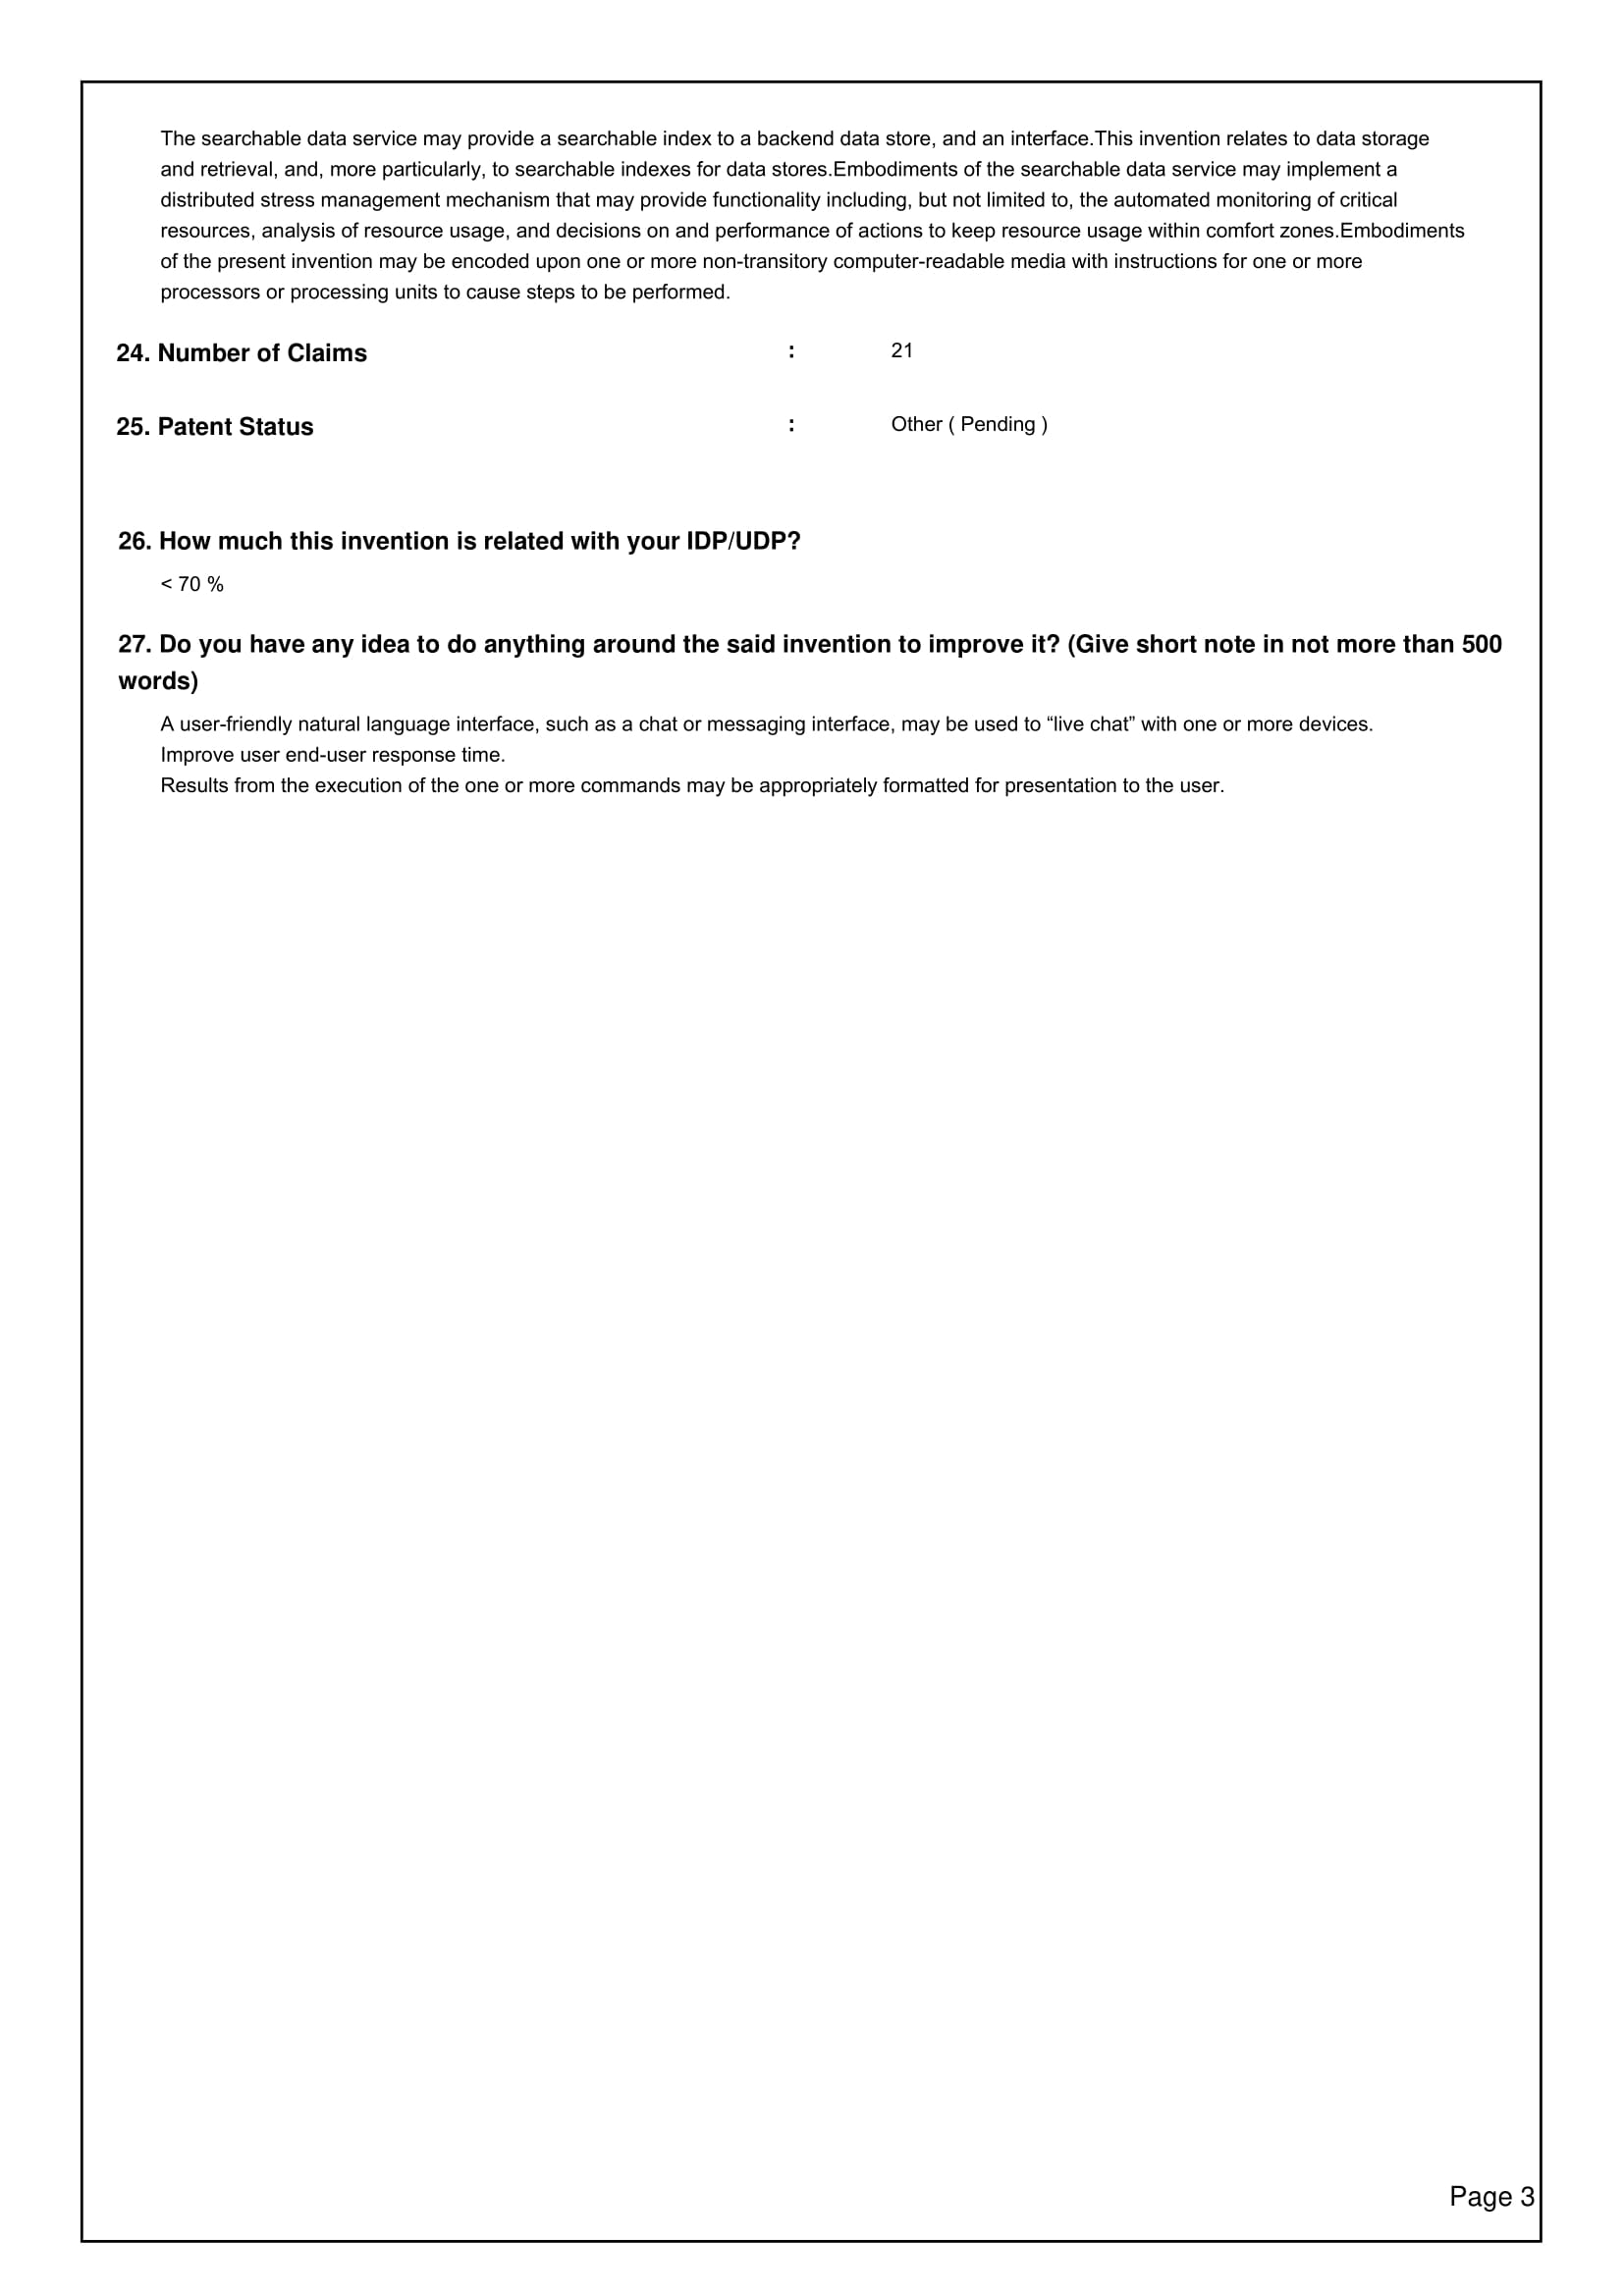 The searchable data service may provide a searchable index to a backend data store, and an interface.This invention relates to data storage
and retrieval, and, more particularly, to searchable indexes for data stores.Embodiments of the searchable data service may implement a
distributed stress management mechanism that may provide functionality including, but not limited to, the automated monitoring of critical
resources, analysis of resource usage, and decisions on and performance of actions to keep resource usage within comfort zones.Embodiments
of the present invention may be encoded upon one or more non-transitory computer-readable media with instructions for one or more
processors or processing units to cause steps to be performed.
24. Number of Claims : 21
25. Patent Status : Other ( Pending )
26. How much this invention is related with your IDP/UDP?
< 70 %
27. Do you have any idea to do anything around the said invention to improve it? (Give short note in not more than 500
words)
A user-friendly natural language interface, such as a chat or messaging interface, may be used to “live chat” with one or more devices.
Improve user end-user response time.
Results from the execution of the one or more commands may be appropriately formatted for presentation to the user.
Page 3